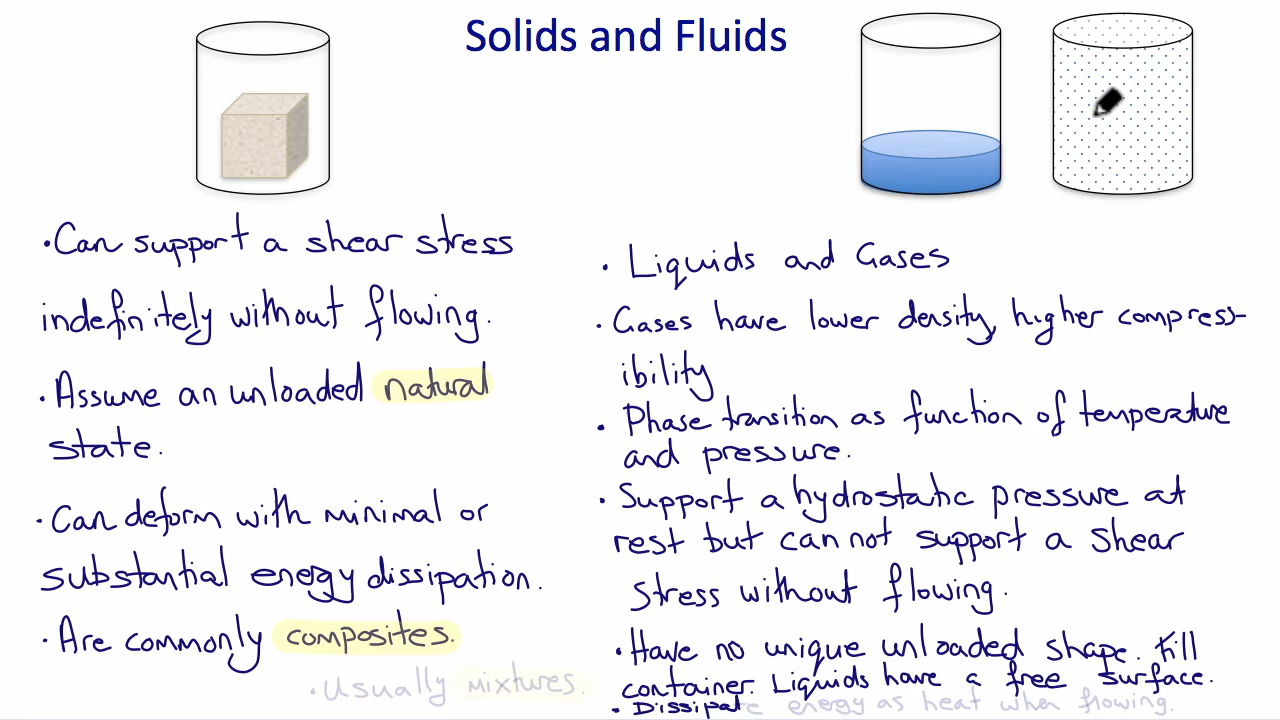 Solids and Fluids
• Can support a shear stress
indefinitely without flowing.
• Assume an unloaded natural
state.
• Can deform with minimal or
substantial energy dissipation.
• Are commonly composites.
• Usually mixtures.
• Liquids and Gases
• Gases have lower density, higher compress-
ibility
• Phase transition as function of temperature
and pressure.
• Support a hydrostatic pressure at
rest but can not support a shear
stress without flowing.
• Have no unique unloaded shape. Fill
container. Liquids have a free surface.
• Dissipate energy as heat when flowing.